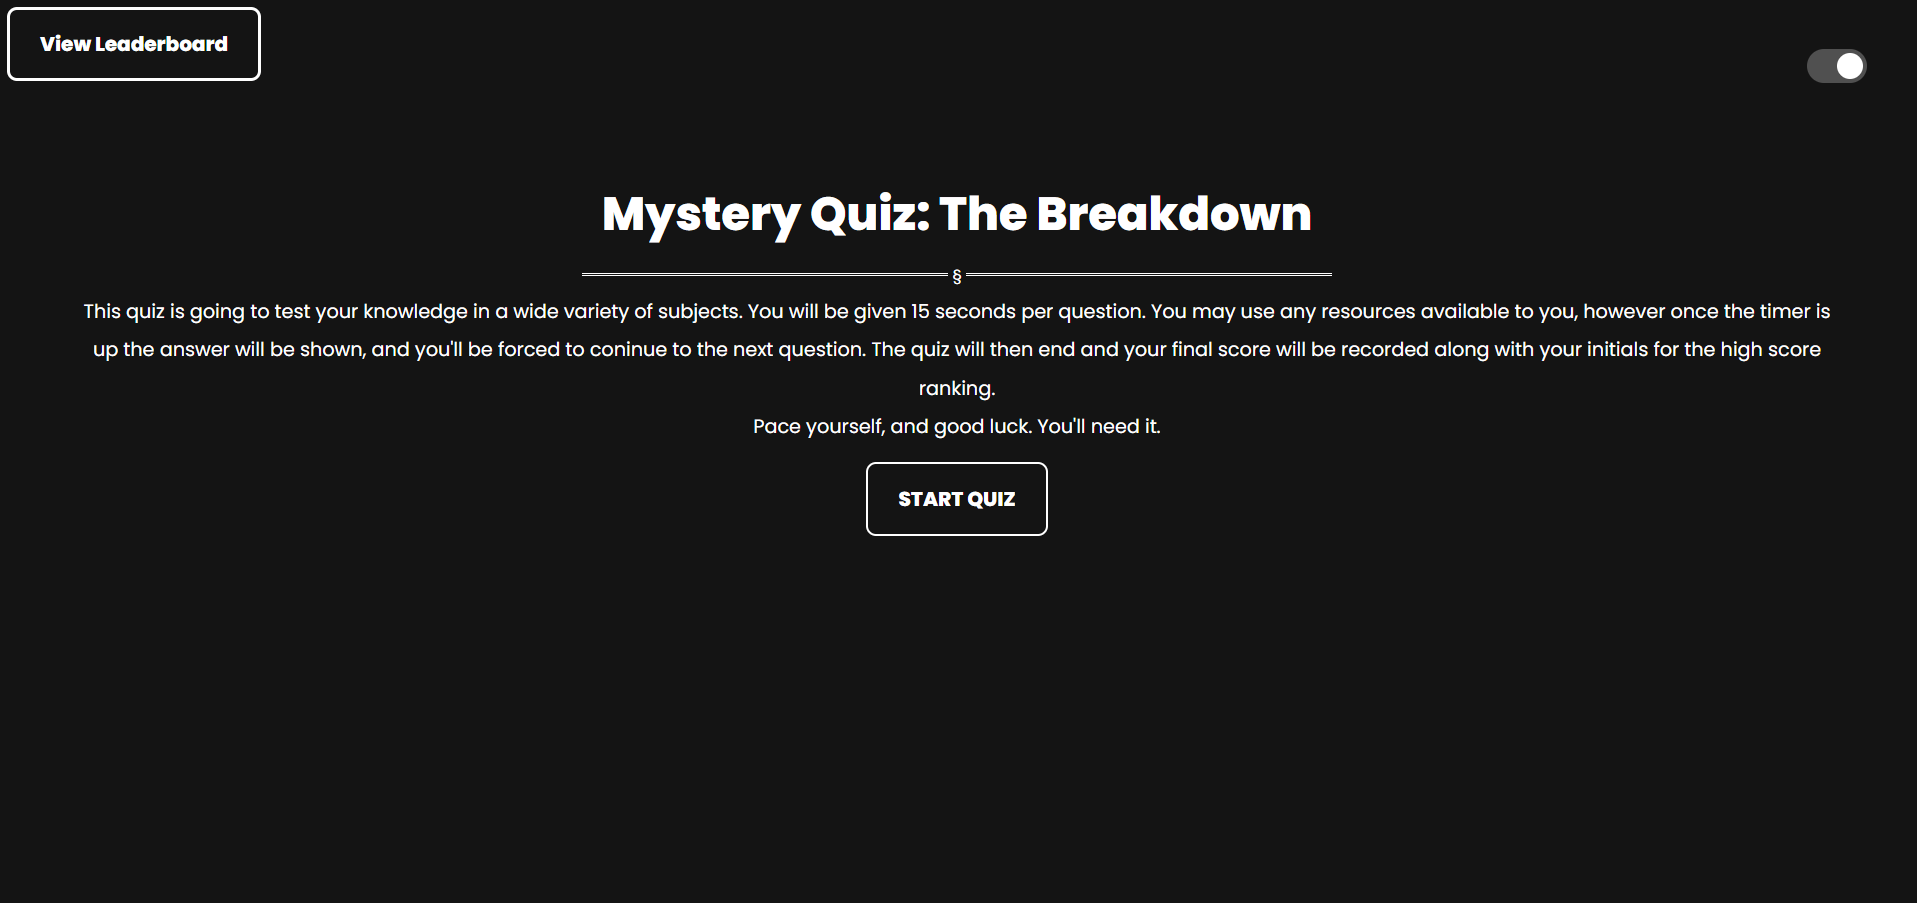 View Leaderboard
Mystery Quiz: The Breakdown
§
This quiz is going to test your knowledge in a wide variety of subjects. You will be given 15 seconds per question. You may use any resources available to you, however once the timer is
up the answer will be shown, and you'll be forced to coninue to the next question. The quiz will then end and your final score will be recorded along with your initials for the high score
ranking.
Pace yourself, and good luck. You'll need it.
START QUIZ